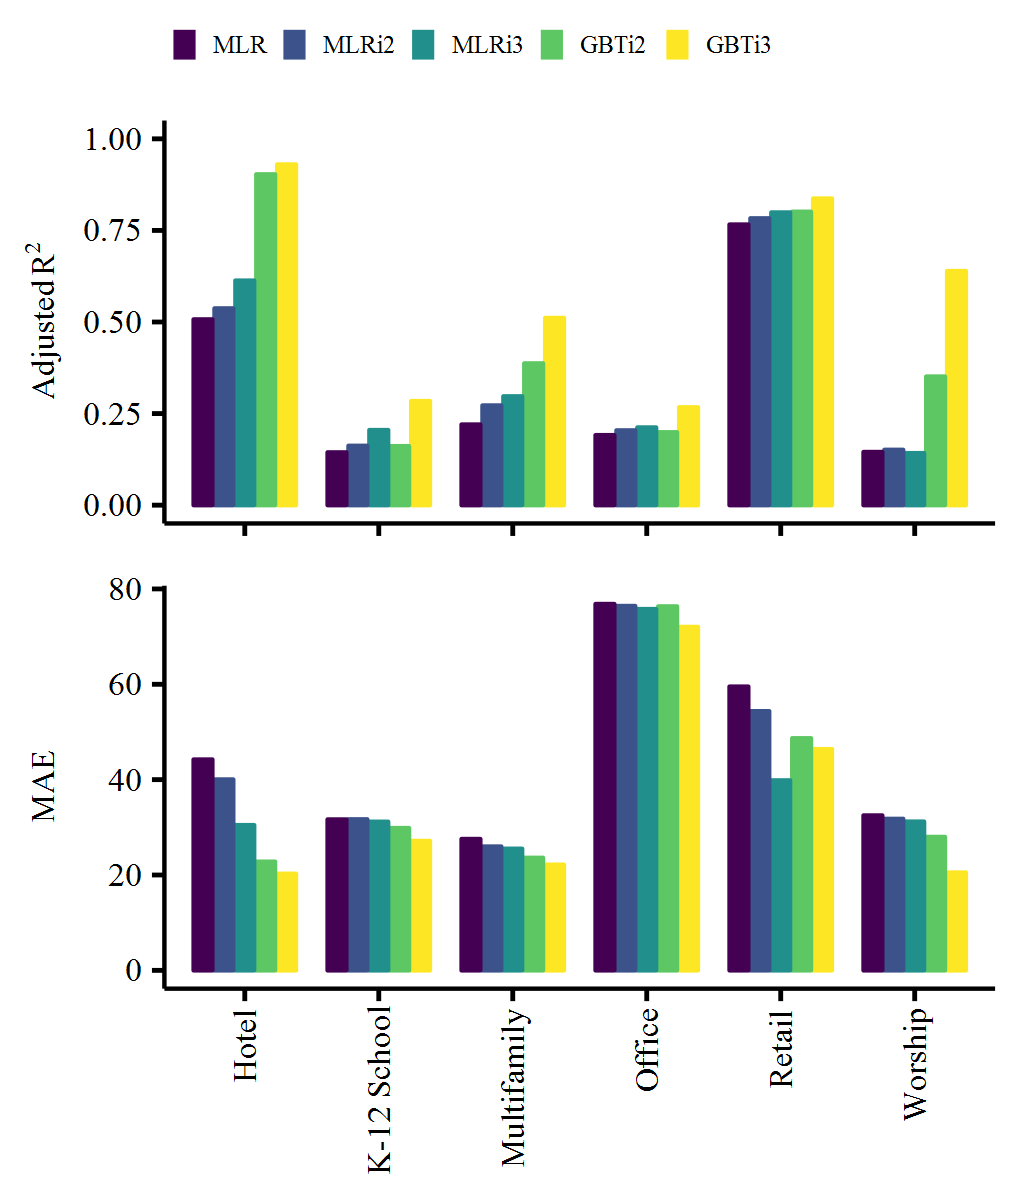 MLR MLRi2 MLRi3 GBTi2 GBTi3
1.00
0.75
0.50
0.25
0.00
Adjusted R²
80
60
40
20
0
MAE
Hotel
K-12 School
Multifamily
Office
Retail
Worship